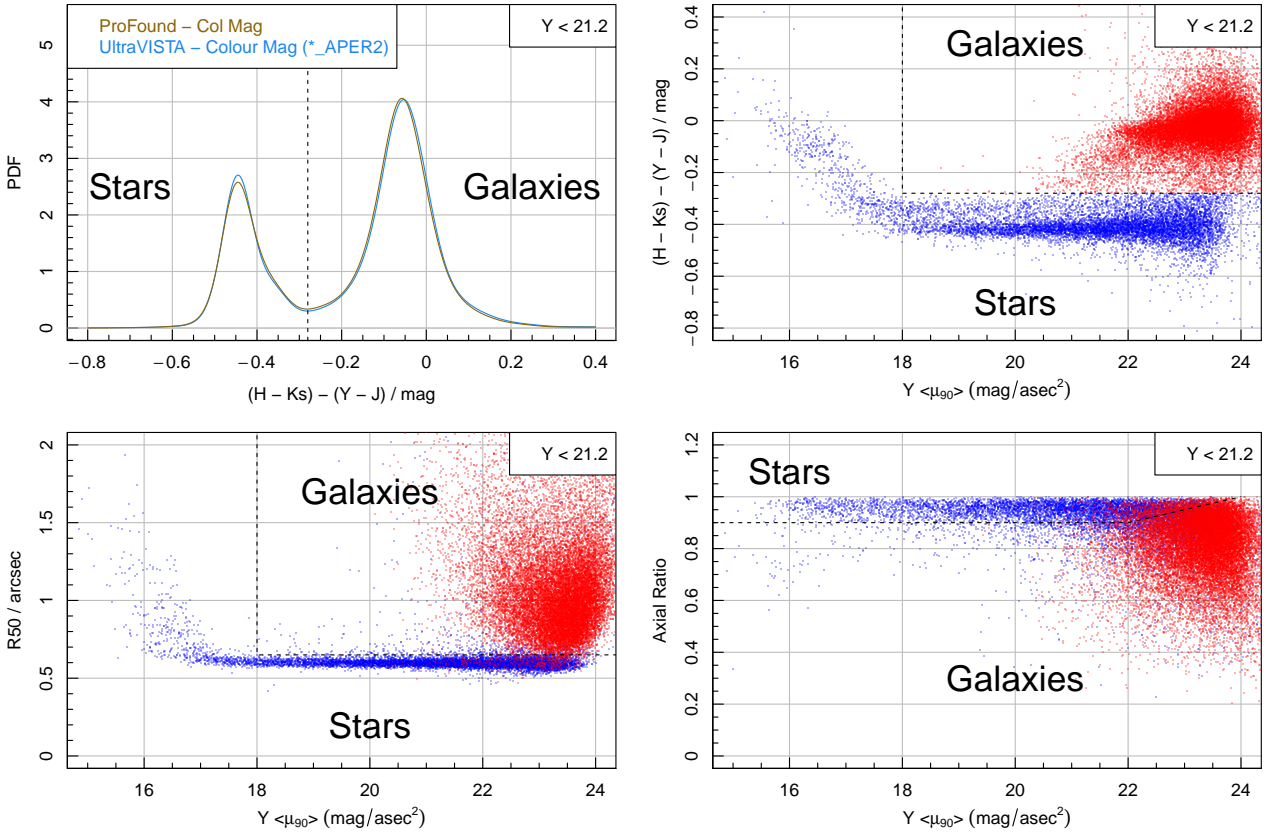 ProFound – Col Mag
UltraVISTA – Colour Mag (*_APER2)
Y < 21.2
Stars
Galaxies
PDF
0
1
2
3
4
5
−0.8
−0.6
−0.4
−0.2
0
0.2
0.4
(H − Ks) − (Y − J) / mag
Y < 21.2
Galaxies
Stars
(H − Ks) − (Y − J) / mag
0.4
0.2
0
−0.2
−0.4
−0.6
−0.8
16
18
20
22
24
Y <μ90> (mag/asec²)
Y < 21.2
Galaxies
Stars
R50 / arcsec
2
1.5
1
0.5
0
16
18
20
22
24
Y <μ90> (mag/asec²)
Y < 21.2
Stars
Galaxies
Axial Ratio
1.2
1
0.8
0.6
0.4
0.2
0
16
18
20
22
24
Y <μ90> (mag/asec²)